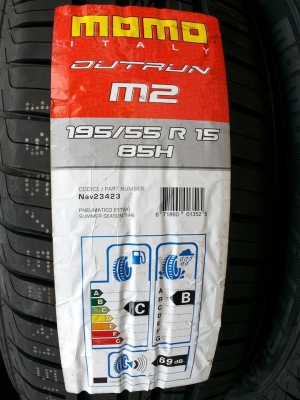 MOMO
ITALY
OUTRUN
M2
195/55 R 15
85H
CODICE / PART NUMBER
Nav23423
PNEUMATICO ESTIVO
SUMMER SEASON TYRE
A
B
C
E
F
G
C
B
69 dB